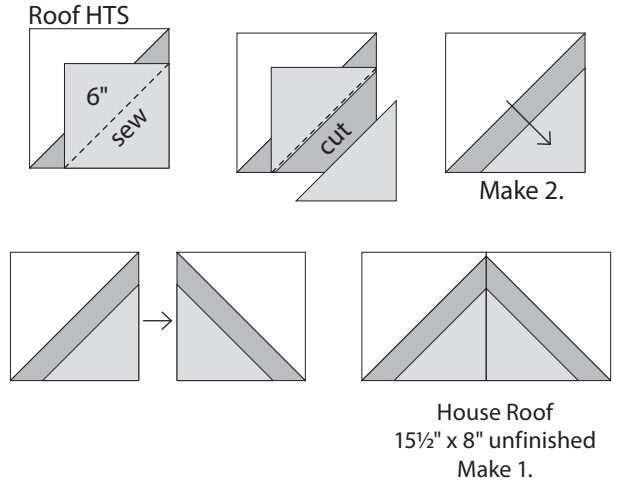 Roof HTS
6"
sew
cut
Make 2.
House Roof
15½" x 8" unfinished
Make 1.